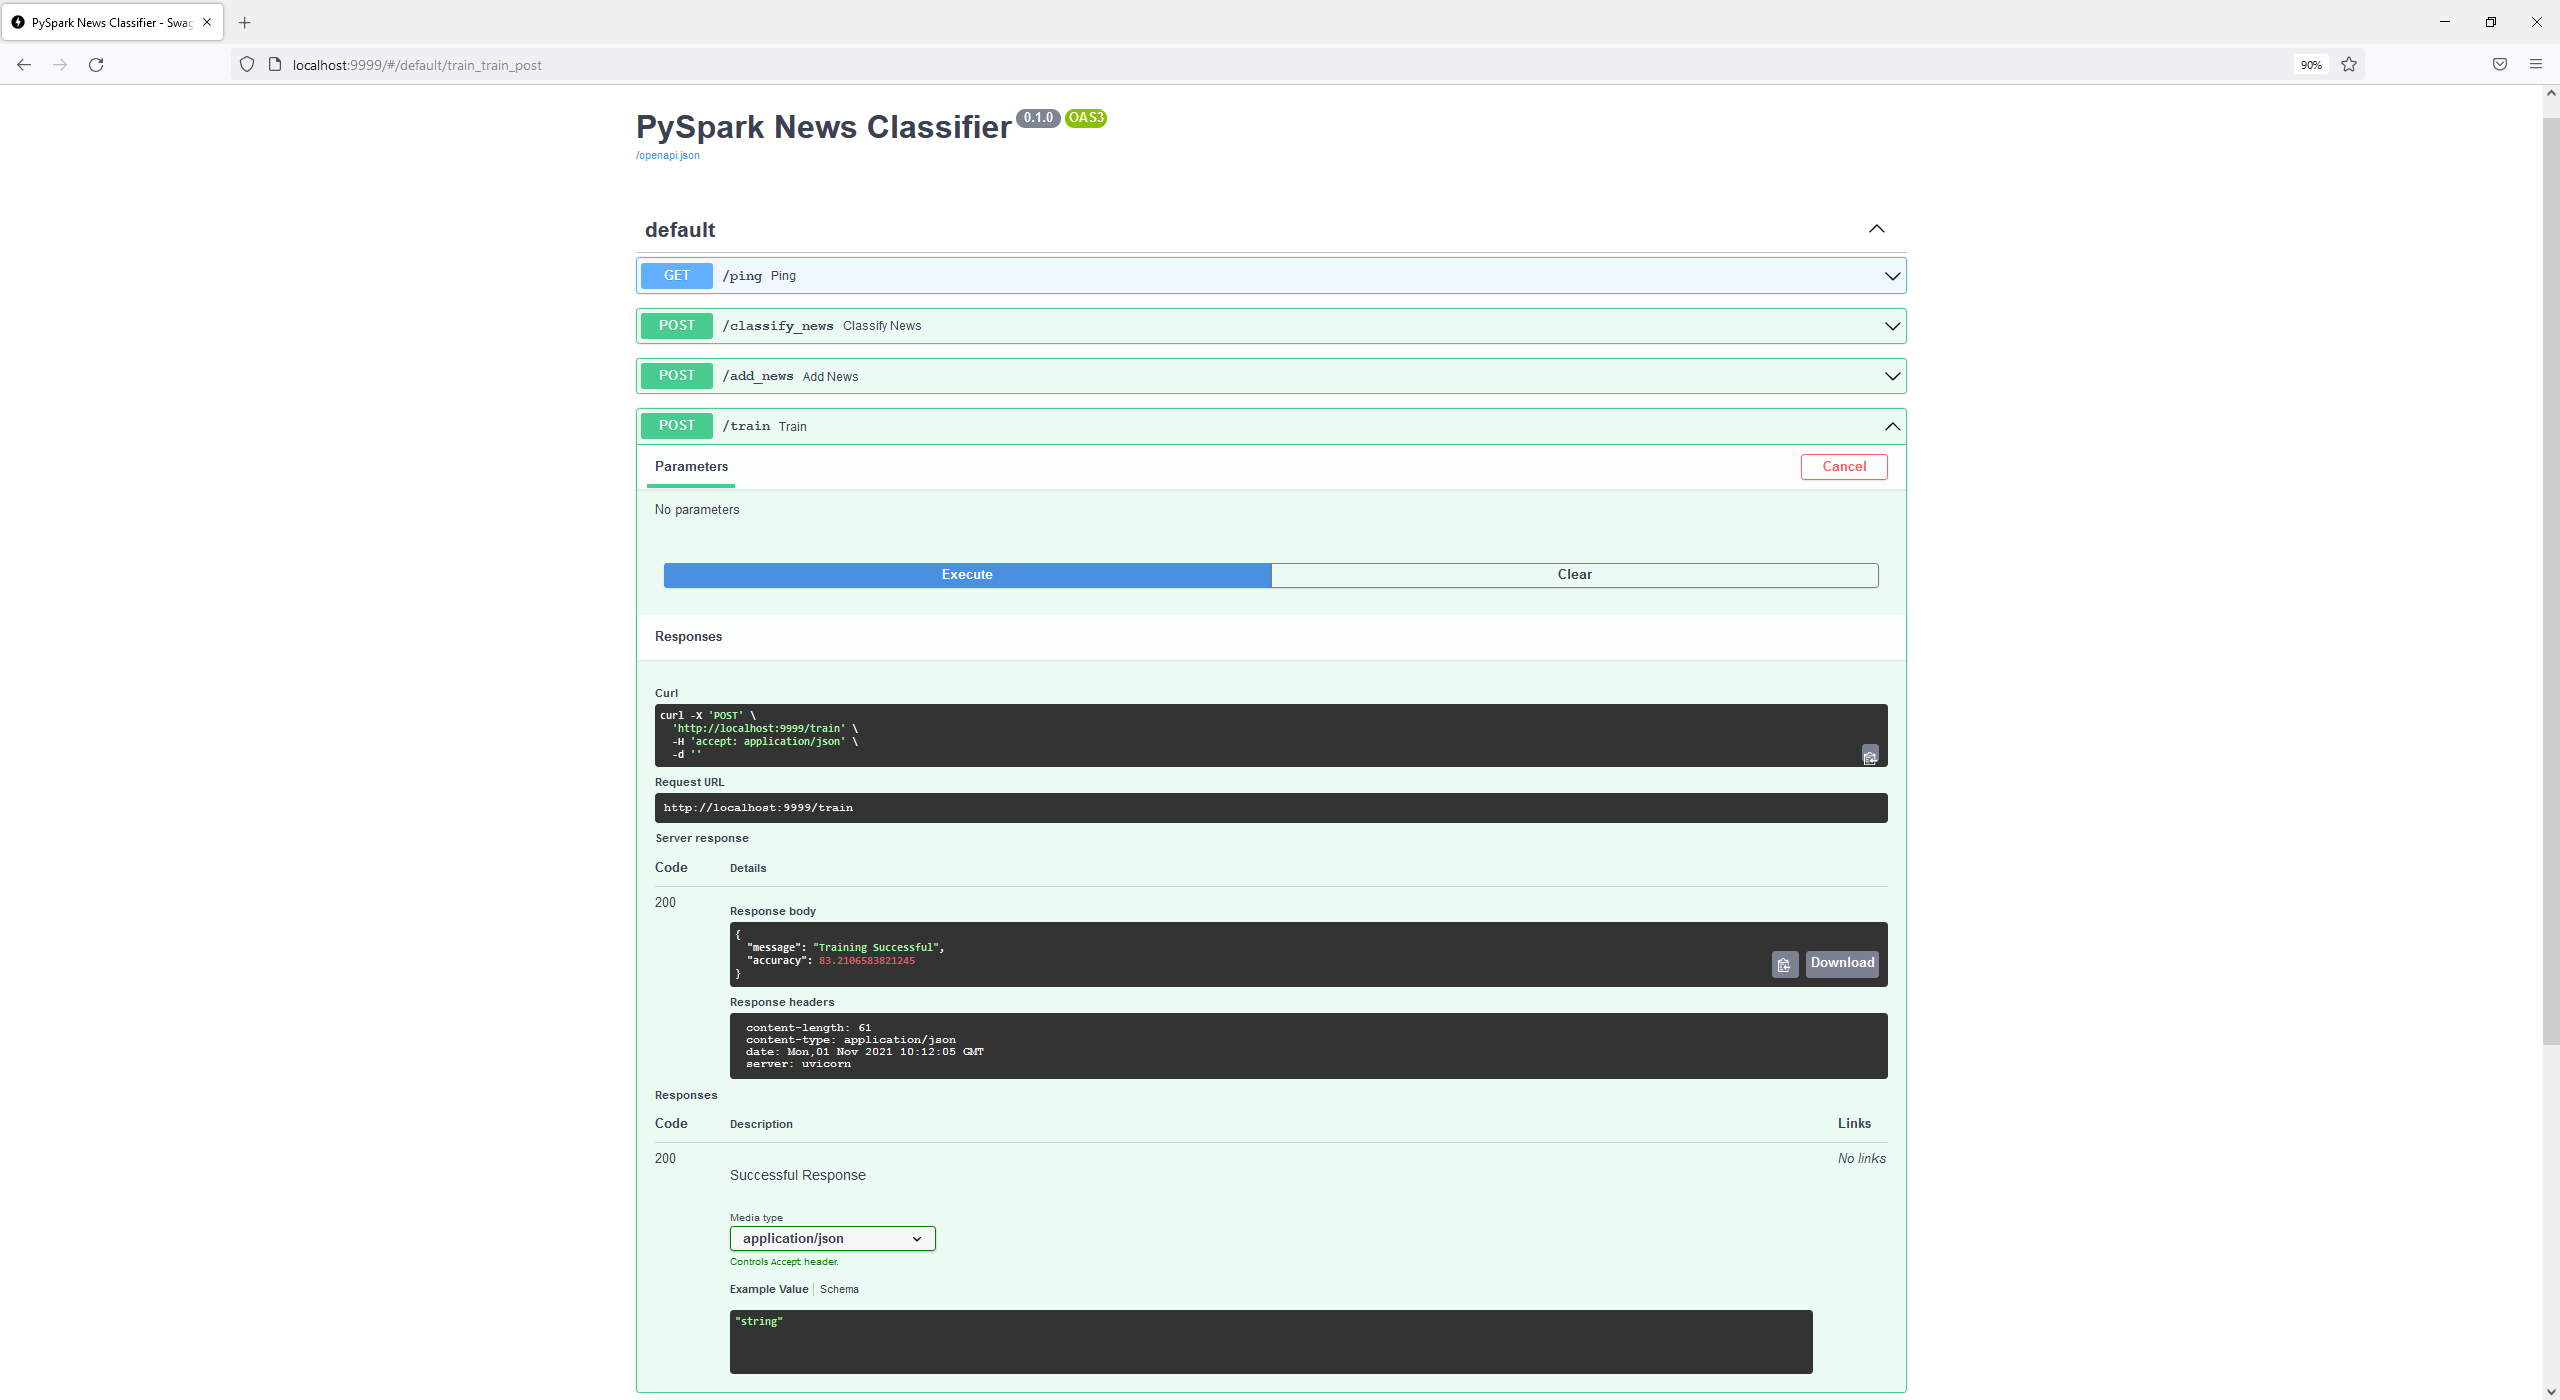 PySpark News Classifier - Swag
localhost:9999/#/default/train_train_post
90%
PySpark News Classifier 0.1.0 OAS3
/openapi.json
default
GET /ping Ping
POST /classify_news Classify News
POST /add_news Add News
POST /train Train
Parameters
Cancel
No parameters
Execute
Clear
Responses
Curl
curl -X 'POST' \
'http://localhost:9999/train' \
-H 'accept: application/json' \
-d ''
Request URL
http://localhost:9999/train
Server response
Code Details
200
Response body
{
"message": "Training Successful",
"accuracy": 83.2106583821245
}
Download
Response headers
content-length: 61
content-type: application/json
date: Mon,01 Nov 2021 10:12:05 GMT
server: uvicorn
Responses
Code Description Links
200 No links
Successful Response
Media type
application/json
Controls Accept header.
Example Value Schema
"string"